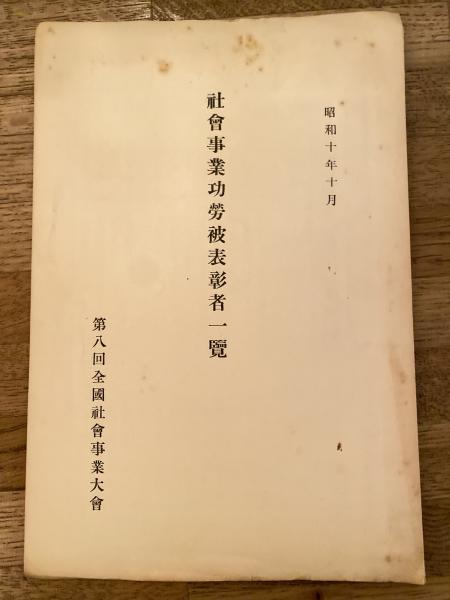 昭和十年十月
社會事業功勞被表彰者一覽
第八回全國社會事業大會